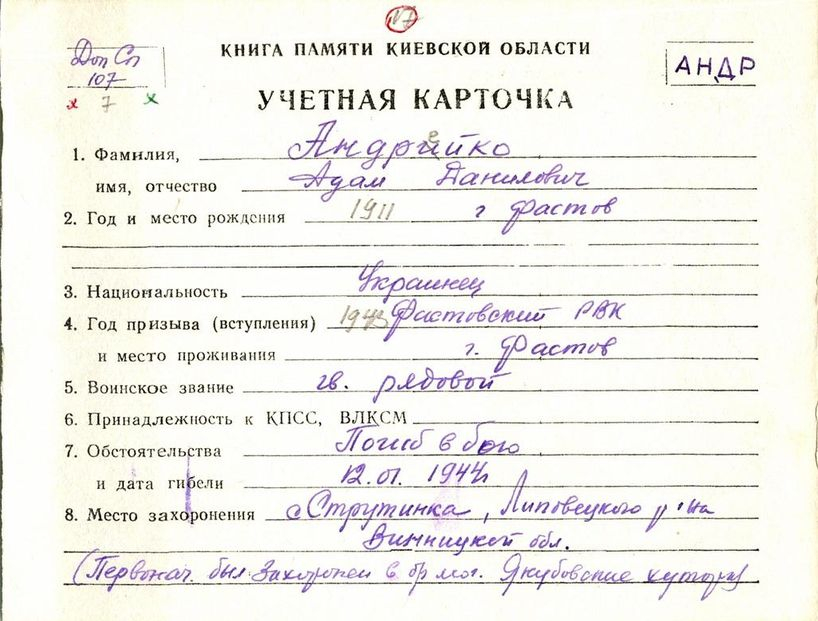 N7
Доп Сп
107
х 7 х
КНИГА ПАМЯТИ КИЕВСКОЙ ОБЛАСТИ
АНДР
УЧЕТНАЯ КАРТОЧКА
1. Фамилия, Андрейко
имя, отчество Адам Данилович
2. Год и место рождения 1911 г Фастов
3. Национальность Украинец
4. Год призыва (вступления) 1943 Фастовский РВК
и место проживания г. Фастов
5. Воинское звание гв. рядовой
6. Принадлежность к КПСС, ВЛКСМ
7. Обстоятельства Погиб в бою
и дата гибели 12.01. 1944г
8. Место захоронения с Струтинка, Липовецкого р-на
Винницкой обл.
(Первонач. был захоронен в бр мог. Якубовские хутора)